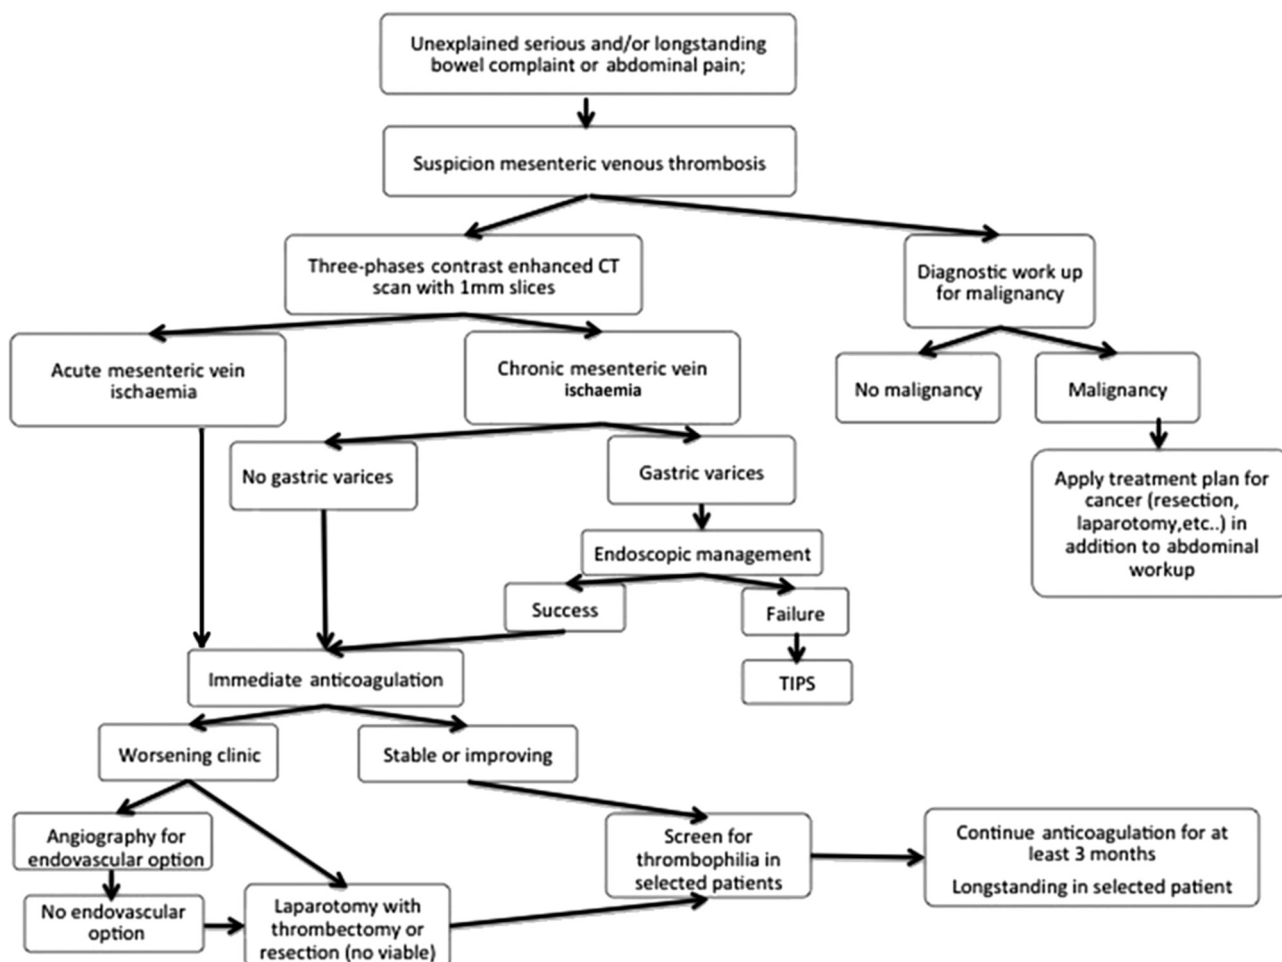 Unexplained serious and/or longstanding
bowel complaint or abdominal pain;
Suspicion mesenteric venous thrombosis
Three-phases contrast enhanced CT
scan with 1mm slices
Diagnostic work up
for malignancy
Acute mesenteric vein
ischaemia
Chronic mesenteric vein
ischaemia
No malignancy
Malignancy
No gastric varices
Gastric varices
Apply treatment plan for
cancer (resection,
laparotomy,etc..) in
addition to abdominal
workup
Endoscopic management
Success
Failure
Immediate anticoagulation
TIPS
Worsening clinic
Stable or improving
Angiography for
endovascular option
Screen for
thrombophilia in
selected patients
Continue anticoagulation for at
least 3 months
Longstanding in selected patient
No endovascular
option
Laparotomy with
thrombectomy or
resection (no viable)